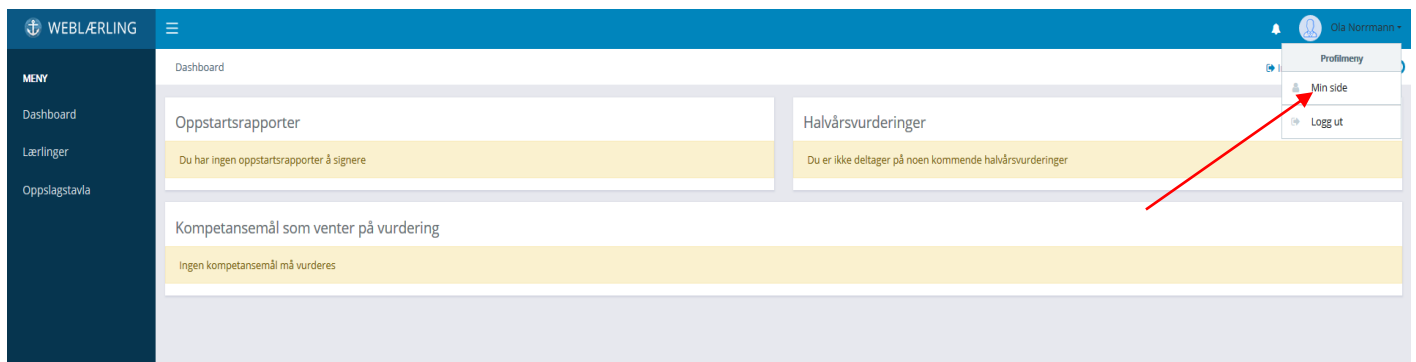 WEBLÆRLING
Ola Norrmann
MENY
Dashboard
Lærlinger
Oppslagstavla
Dashboard
Profilmeny
Min side
Logg ut
Oppstartsrapporter
Du har ingen oppstartsrapporter å signere
Halvårsvurderinger
Du er ikke deltager på noen kommende halvårsvurderinger
Kompetansemål som venter på vurdering
Ingen kompetansemål må vurderes